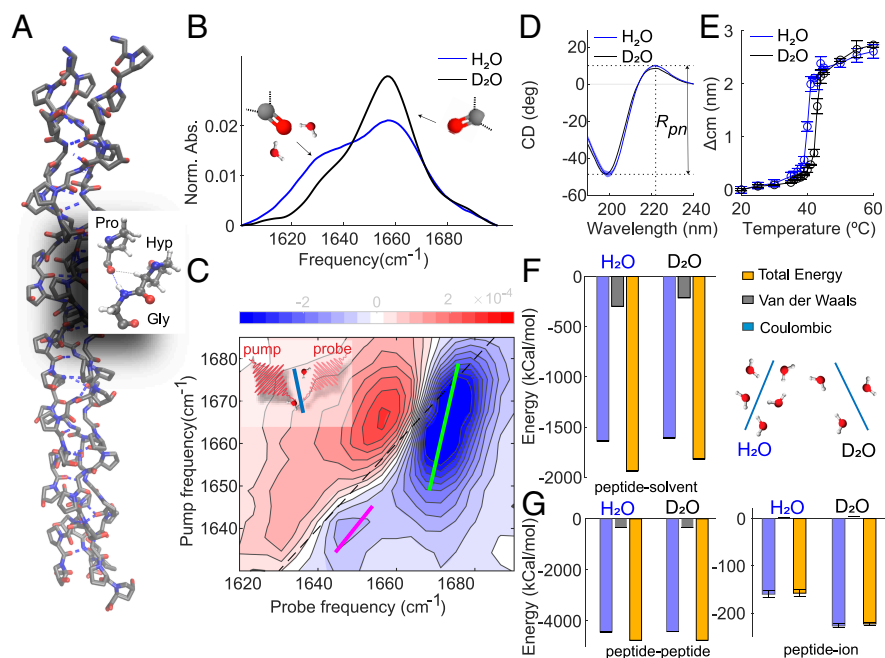 A
Pro
Hyp
Gly
B
H₂O
D₂O
Norm. Abs.
0.02
0.01
0
1620
1640
1660
1680
Frequency(cm⁻¹)
C
-2
0
2
×10⁻⁴
pump
probe
Pump frequency(cm⁻¹)
1680
1670
1660
1650
1640
1620
1640
1660
1680
Probe frequency (cm⁻¹)
D
H₂O
D₂O
CD (deg)
20
0
-20
-40
-60
Rpn
200
220
240
Wavelength (nm)
E
H₂O
D₂O
Δcm (nm)
3
2
1
0
20
40
60
Temperature (ºC)
F
H₂O
D₂O
Energy (kCal/mol)
0
-500
-1000
-1500
-2000
peptide-solvent
Total Energy
Van der Waals
Coulombic
H₂O
D₂O
G
H₂O
D₂O
Energy (kCal/mol)
0
-2000
-4000
peptide-peptide
H₂O
D₂O
0
-100
-200
peptide-ion